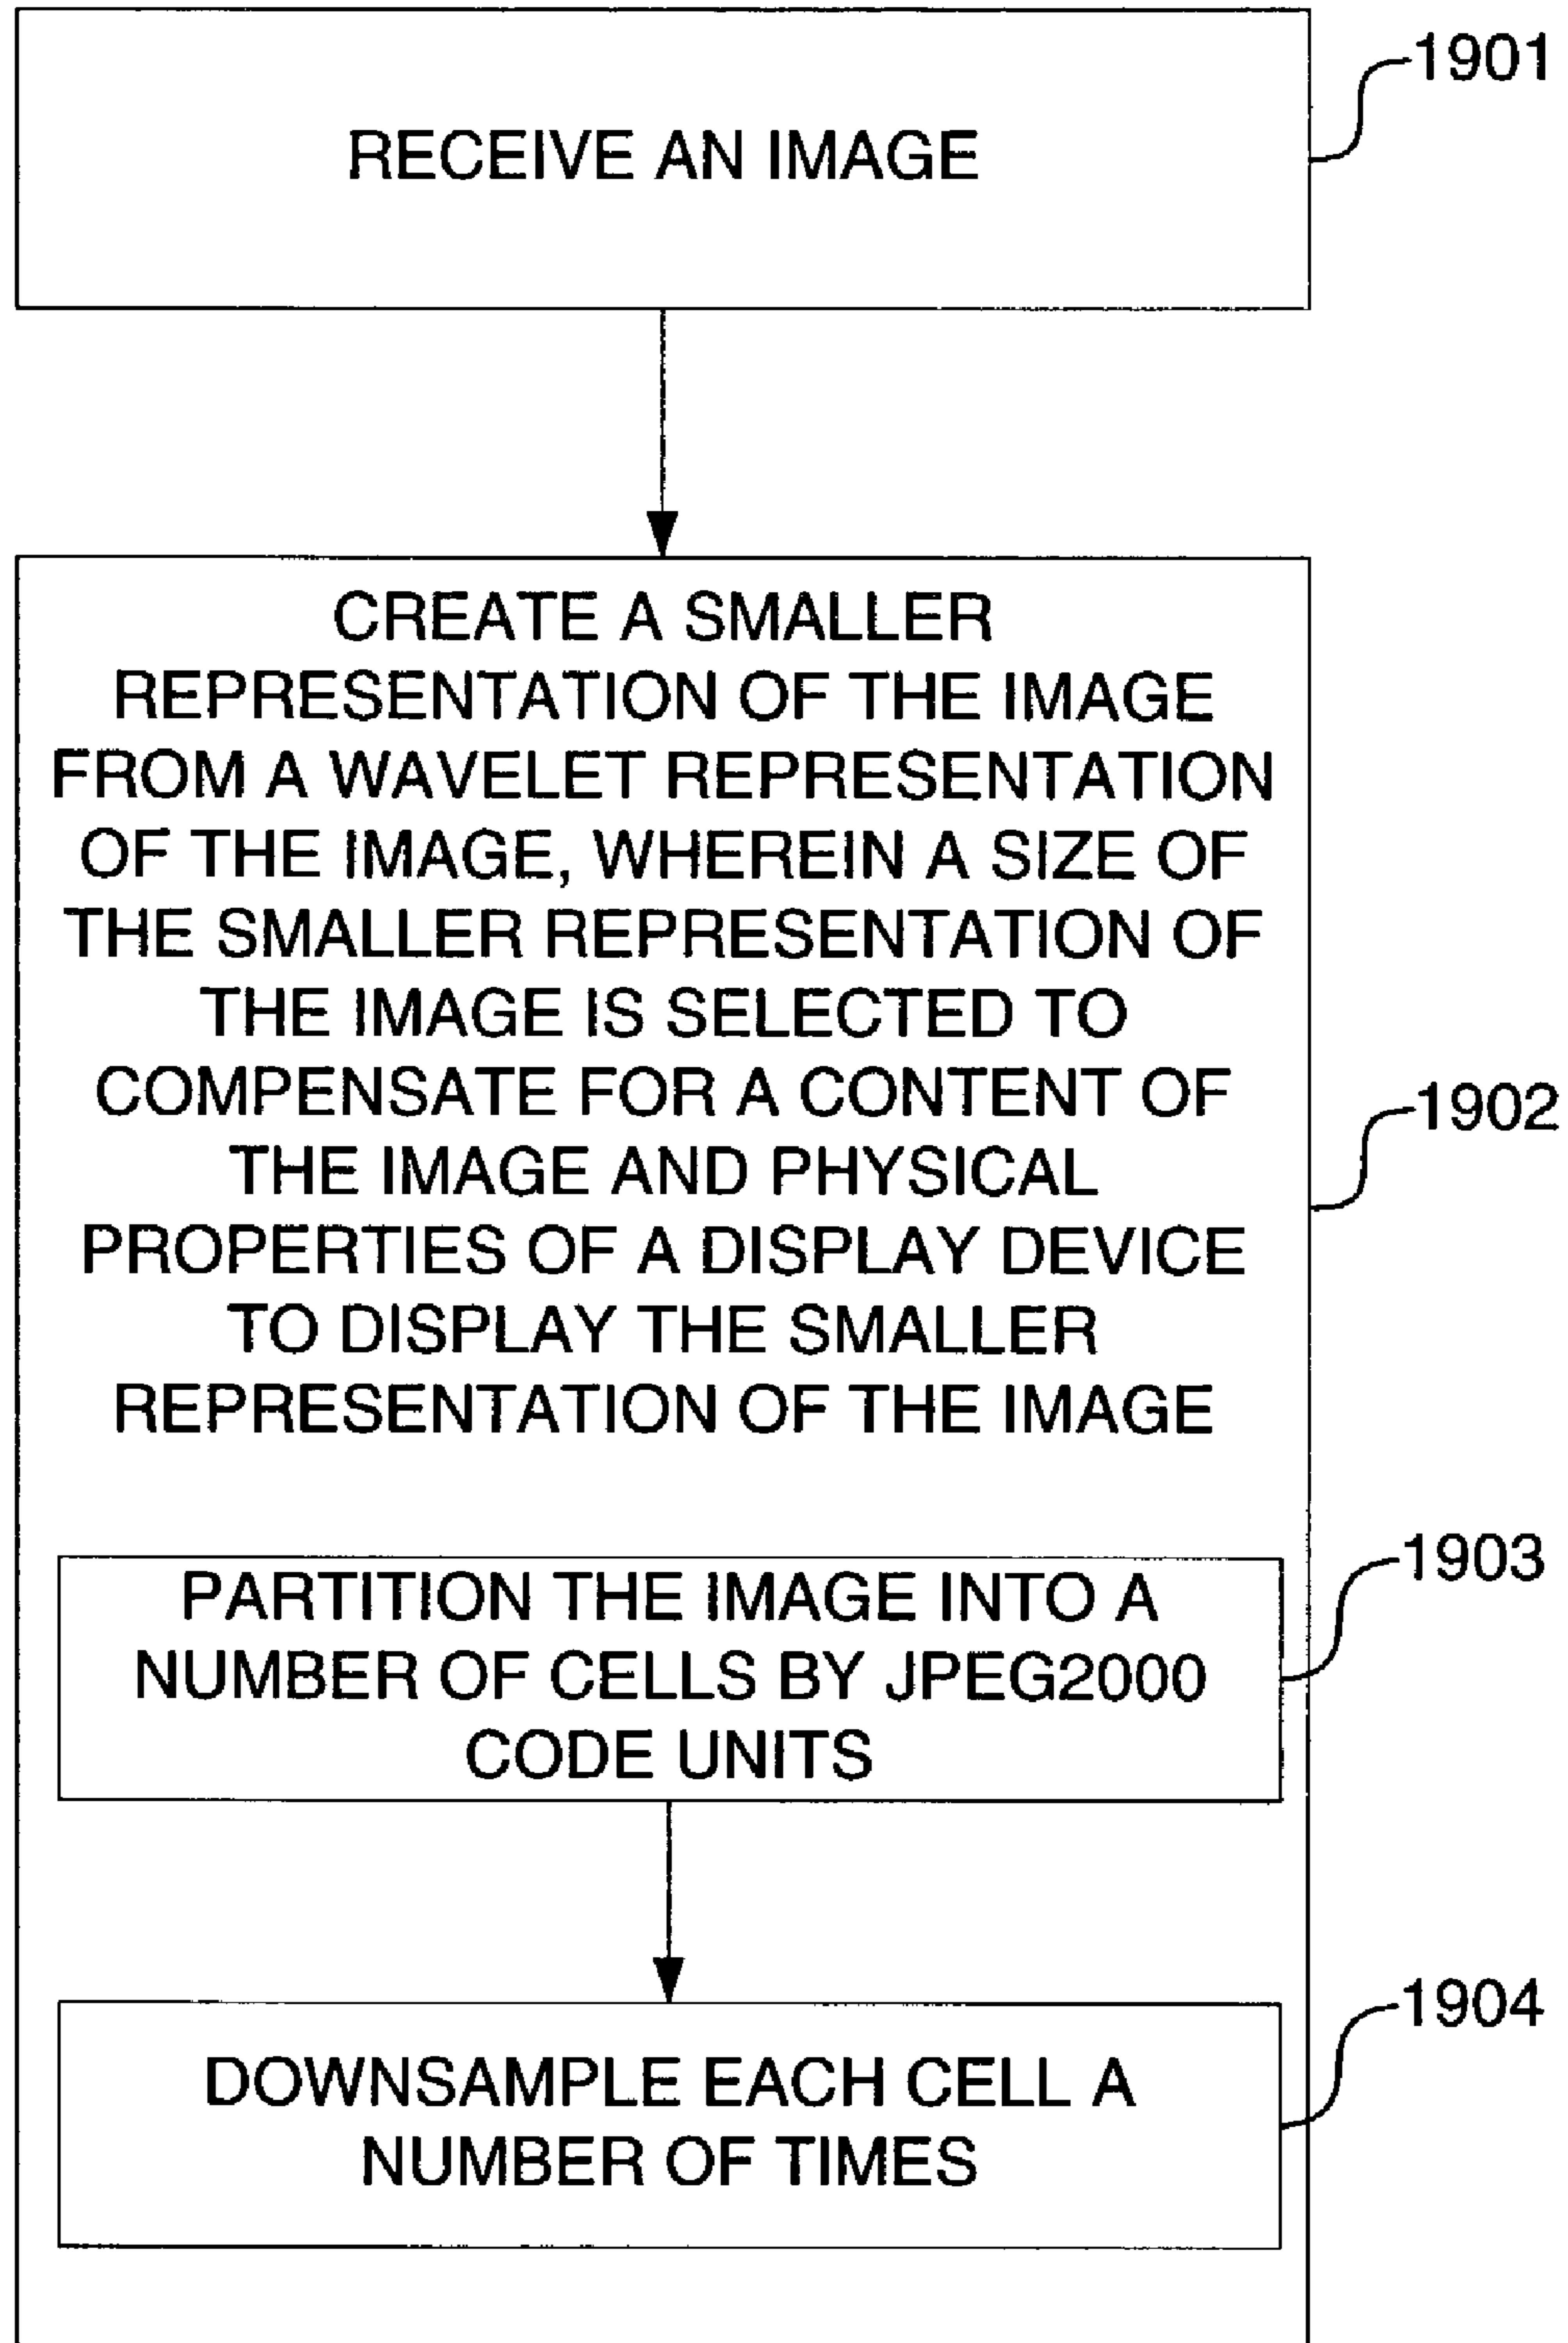 RECEIVE AN IMAGE
1901
CREATE A SMALLER
REPRESENTATION OF THE IMAGE
FROM A WAVELET REPRESENTATION
OF THE IMAGE, WHEREIN A SIZE OF
THE SMALLER REPRESENTATION OF
THE IMAGE IS SELECTED TO
COMPENSATE FOR A CONTENT OF
THE IMAGE AND PHYSICAL
PROPERTIES OF A DISPLAY DEVICE
TO DISPLAY THE SMALLER
REPRESENTATION OF THE IMAGE
1902
PARTITION THE IMAGE INTO A
NUMBER OF CELLS BY JPEG2000
CODE UNITS
1903
DOWNSAMPLE EACH CELL A
NUMBER OF TIMES
1904